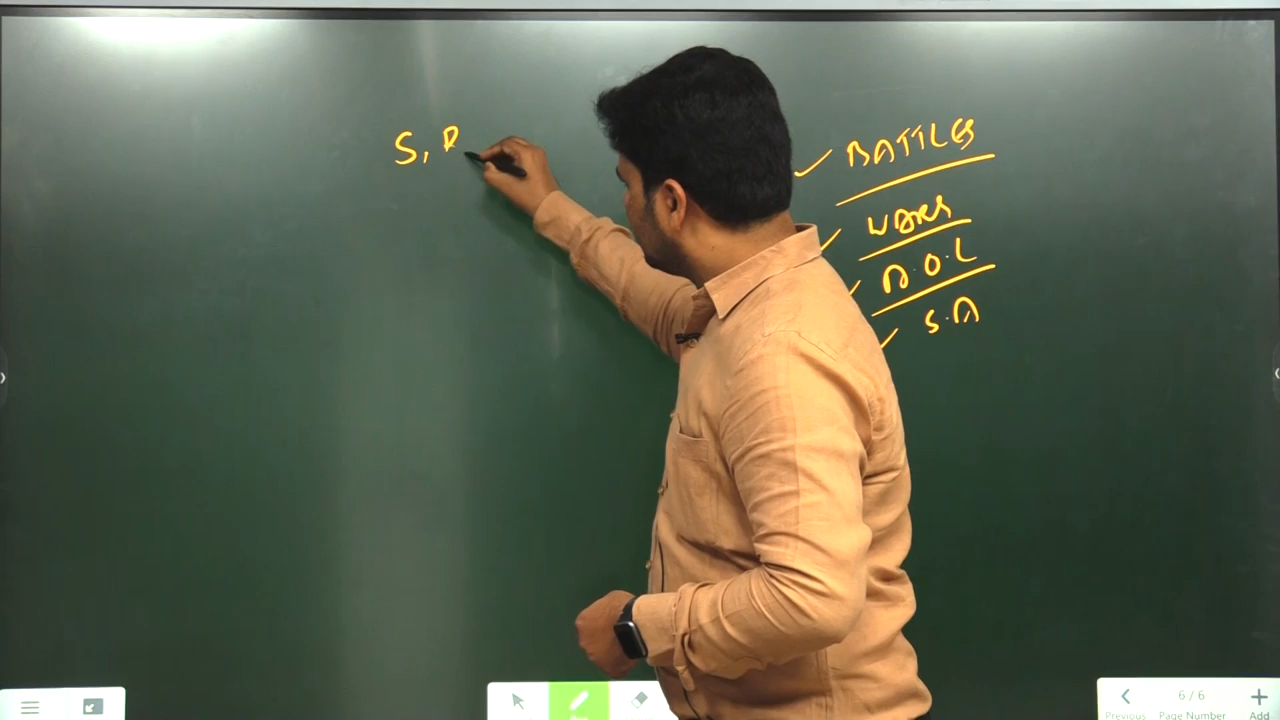 S, R
BATTLES
WARS
D.O.L
S.A
6/6
Previous
Page Number
Add